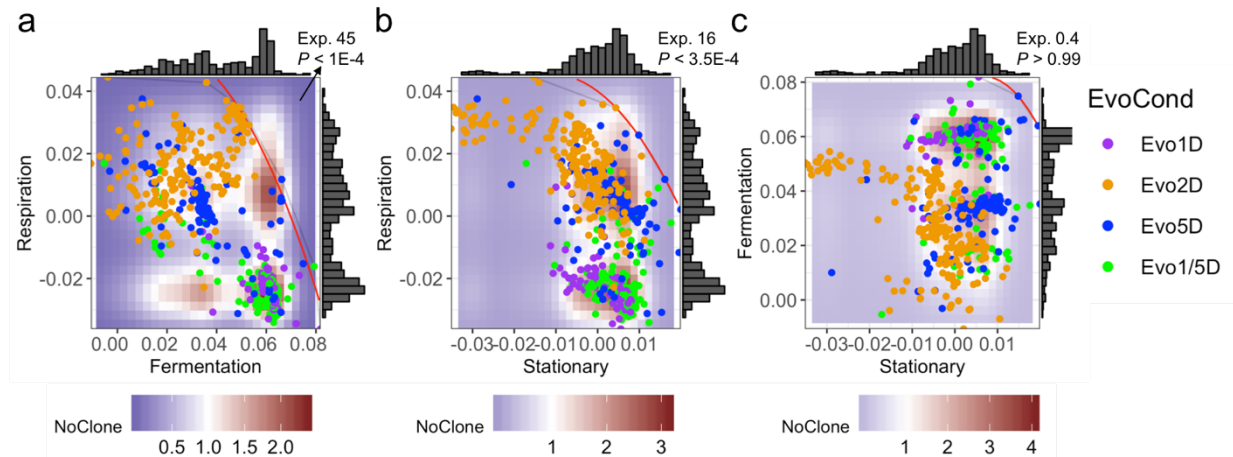 a
b
c
Exp. 45
P < 1E-4
Exp. 16
P < 3.5E-4
Exp. 0.4
P > 0.99
Respiration
0.04
0.02
0.00
-0.02
0.00 0.02 0.04 0.06 0.08
Fermentation
Respiration
0.04
0.02
0.00
-0.02
-0.03 -0.02 -0.01 0.00 0.01
Stationary
Fermentation
0.08
0.06
0.04
0.02
0.00
-0.03 -0.02 -0.01 0.00 0.01
Stationary
EvoCond
Evo1D
Evo2D
Evo5D
Evo1/5D
NoClone
0.5 1.0 1.5 2.0
NoClone
1 2 3
NoClone
1 2 3 4